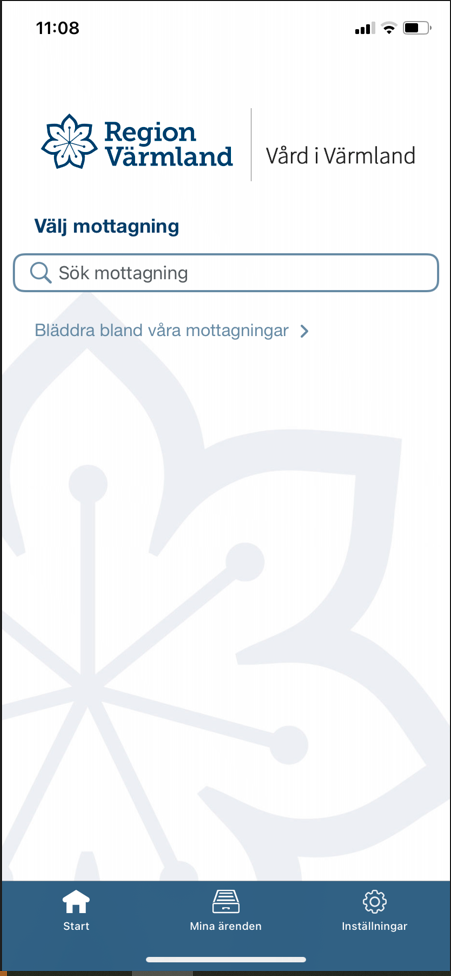 11:08
Region
Värmland
Vård i Värmland
Välj mottagning
Sök mottagning
Bläddra bland våra mottagningar
Start
Mina ärenden
Inställningar